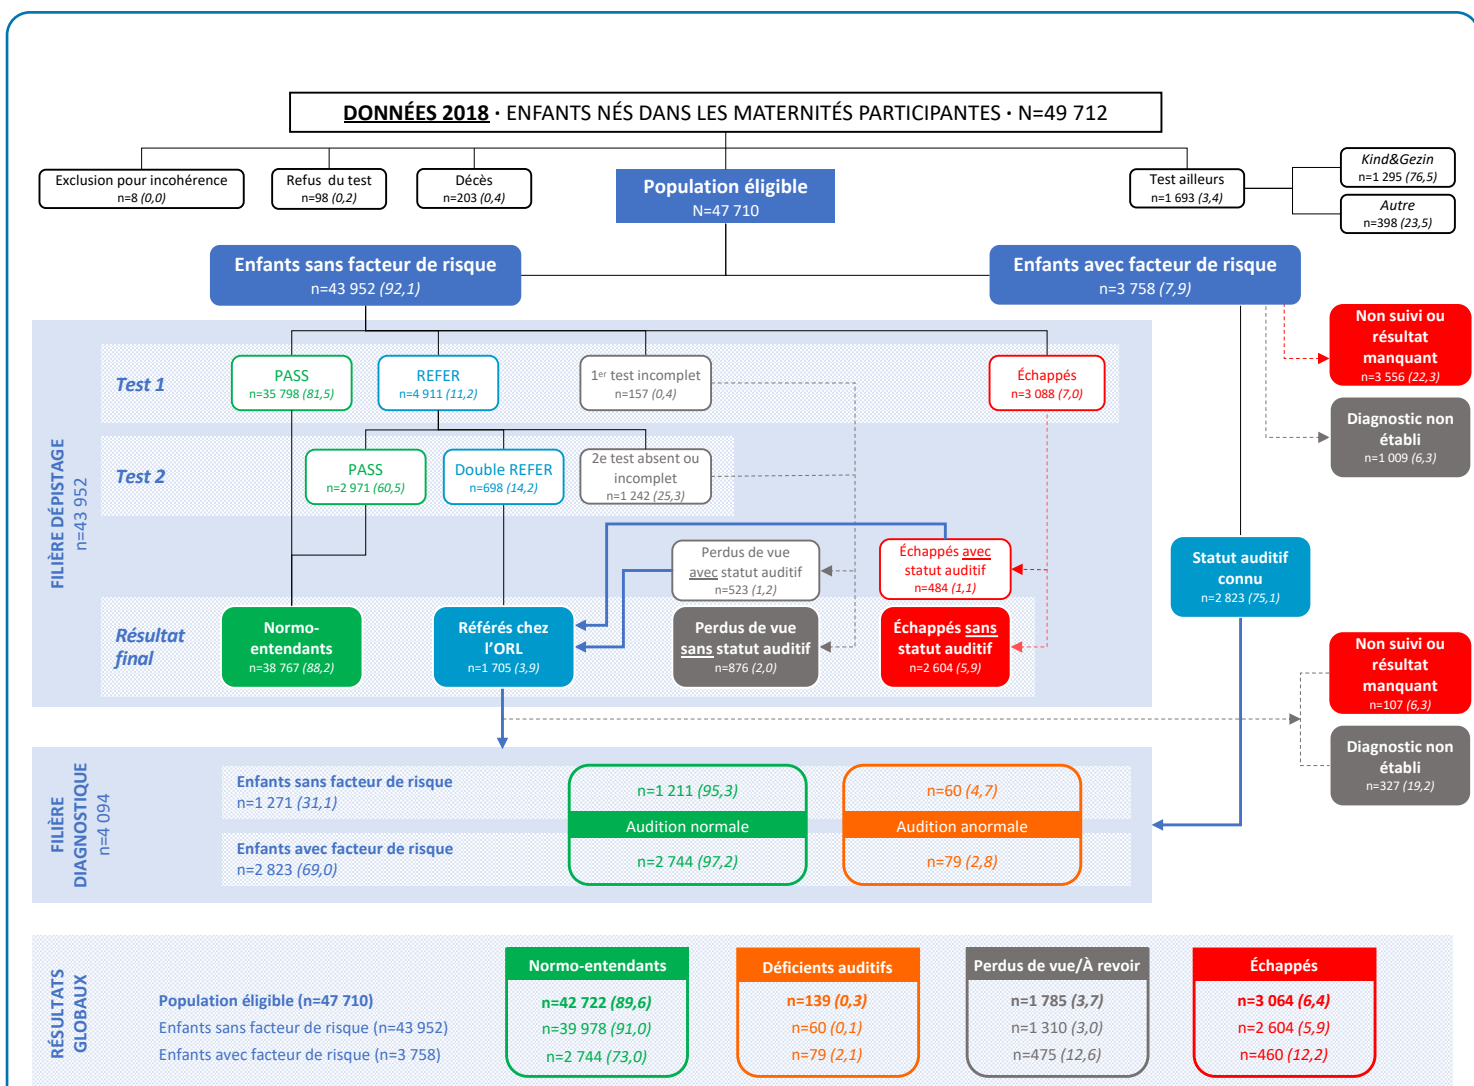 DONNÉES 2018 · ENFANTS NÉS DANS LES MATERNITÉS PARTICIPANTES · N=49 712
Exclusion pour incohérence
n=8 (0,0)
Refus du test
n=98 (0,2)
Décès
n=203 (0,4)
Population éligible
N=47 710
Test ailleurs
n=1 693 (3,4)
Kind&Gezin
n=1 295 (76,5)
Autre
n=398 (23,5)
Enfants sans facteur de risque
n=43 952 (92,1)
Enfants avec facteur de risque
n=3 758 (7,9)
Non suivi ou
résultat
manquant
n=3 556 (22,3)
Diagnostic non
établi
n=1 009 (6,3)
FILIÈRE DÉPISTAGE
n=43 952
Test 1
PASS
n=35 798 (81,5)
REFER
n=4 911 (11,2)
1er test incomplet
n=157 (0,4)
Échappés
n=3 088 (7,0)
Test 2
PASS
n=2 971 (60,5)
Double REFER
n=698 (14,2)
2e test absent ou
incomplet
n=1 242 (25,3)
Perdus de vue
avec statut auditif
n=523 (1,2)
Échappés avec
statut auditif
n=484 (1,1)
Statut auditif
connu
n=2 823 (75,1)
Résultat
final
Normo-
entendants
n=38 767 (88,2)
Référés chez
l'ORL
n=1 705 (3,9)
Perdus de vue
sans statut auditif
n=876 (2,0)
Échappés sans
statut auditif
n=2 604 (5,9)
Non suivi ou
résultat
manquant
n=107 (6,3)
Diagnostic non
établi
n=327 (19,2)
FILIÈRE
DIAGNOSTIQUE
n=4 094
Enfants sans facteur de risque
n=1 271 (31,1)
n=1 211 (95,3)
n=60 (4,7)
Audition normale
Audition anormale
Enfants avec facteur de risque
n=2 823 (69,0)
n=2 744 (97,2)
n=79 (2,8)
RÉSULTATS
GLOBAUX
Normo-entendants
Déficients auditifs
Perdus de vue/À revoir
Échappés
Population éligible (n=47 710)
n=42 722 (89,6)
n=139 (0,3)
n=1 785 (3,7)
n=3 064 (6,4)
Enfants sans facteur de risque (n=43 952)
n=39 978 (91,0)
n=60 (0,1)
n=1 310 (3,0)
n=2 604 (5,9)
Enfants avec facteur de risque (n=3 758)
n=2 744 (73,0)
n=79 (2,1)
n=475 (12,6)
n=460 (12,2)